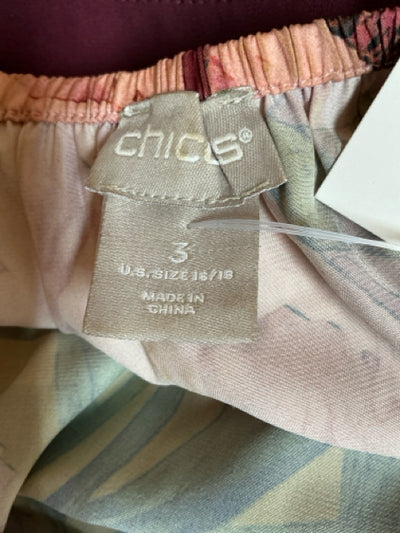 chico's®
3
U.S. SIZE 16/18
MADE IN
CHINA